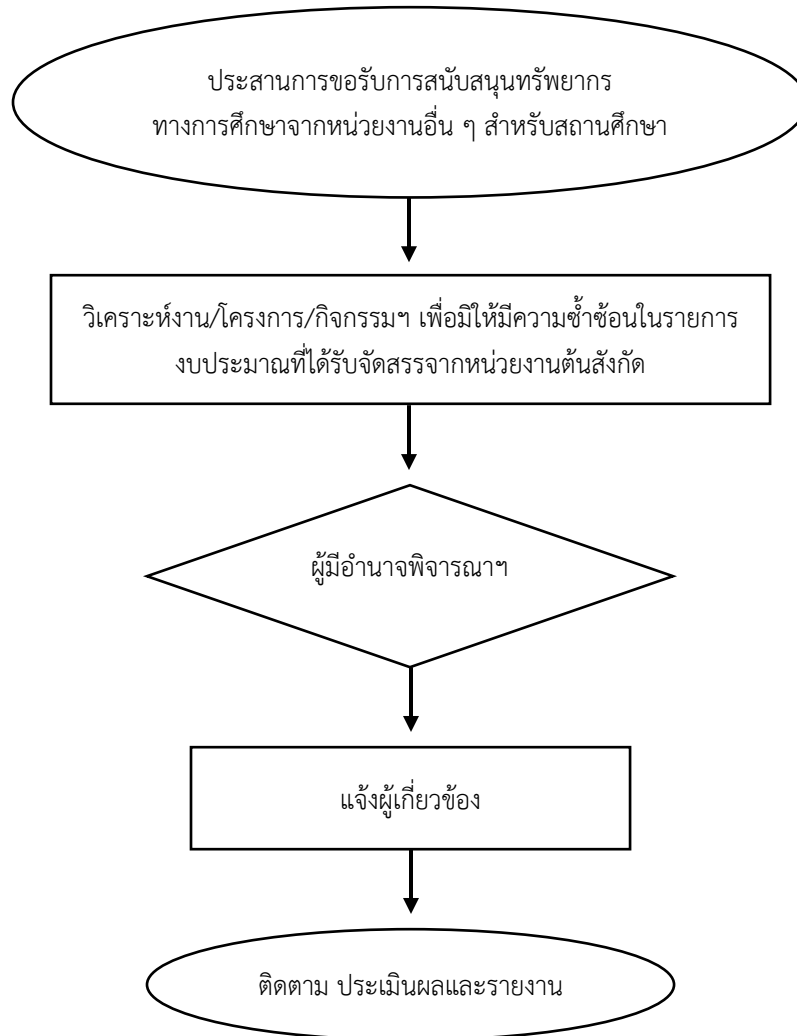 ประสานการขอรับการสนับสนุนทรัพยากร
ทางการศึกษาจากหน่วยงานอื่น ๆ สำหรับสถานศึกษา
วิเคราะห์งาน/โครงการ/กิจกรรมฯ เพื่อมิให้มีความซ้ำซ้อนในรายการ
งบประมาณที่ได้รับจัดสรรจากหน่วยงานต้นสังกัด
ผู้มีอำนาจพิจารณาฯ
แจ้งผู้เกี่ยวข้อง
ติดตาม ประเมินผลและรายงาน